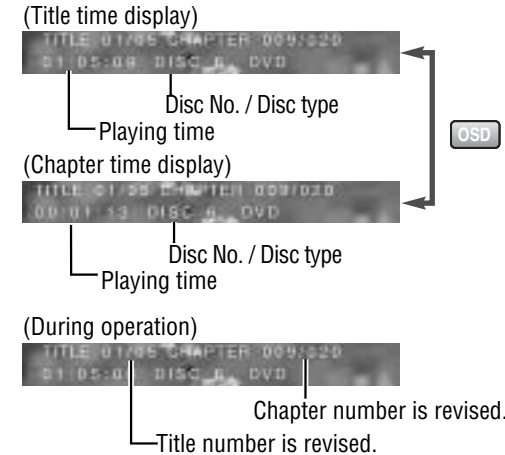 (Title time display)
TITLE 01/05 CHAPTER 009/020
01:05:09 DISC 6 DVD
Disc No. / Disc type
Playing time
OSD
(Chapter time display)
TITLE 01/05 CHAPTER 009/020
00:01:13 DISC 6 DVD
Disc No. / Disc type
Playing time
(During operation)
TITLE 01/05 CHAPTER 009/020
DISC DVD
Chapter number is revised.
Title number is revised.